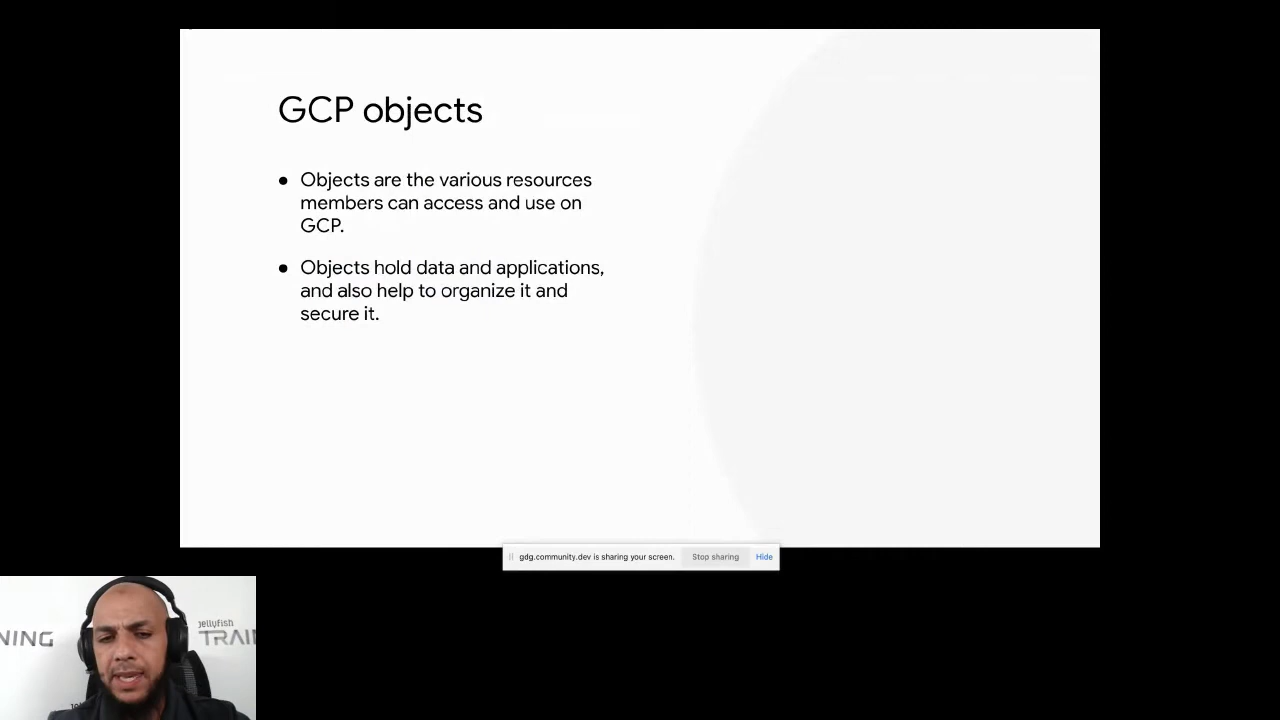 GCP objects
● Objects are the various resources
members can access and use on
GCP.
● Objects hold data and applications,
and also help to organize it and
secure it.
gdg.community.dev is sharing your screen. Stop sharing Hide
NING
jellyfish
TRAI